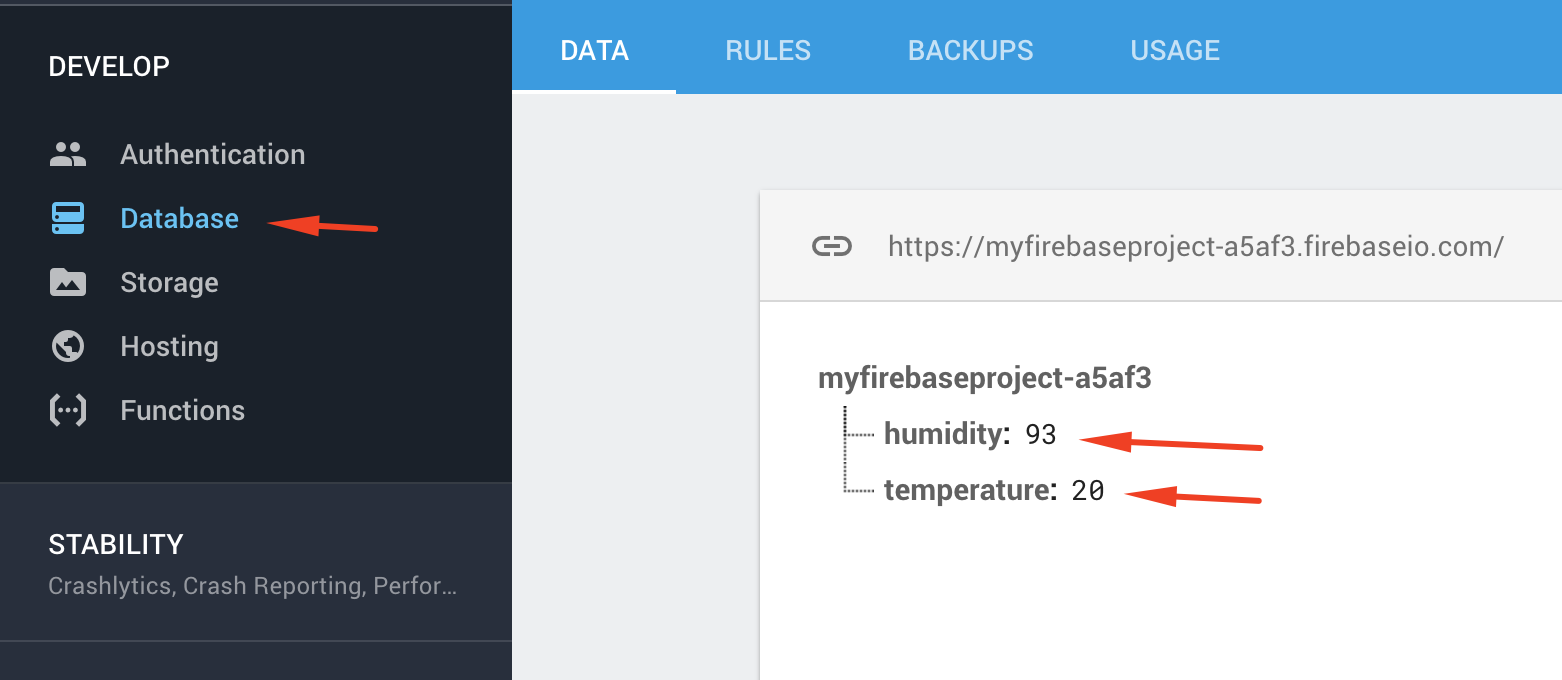 DEVELOP
Authentication
Database
Storage
Hosting
Functions
STABILITY
Crashlytics, Crash Reporting, Perfor...
DATA RULES BACKUPS USAGE
https://myfirebaseproject-a5af3.firebaseio.com/
myfirebaseproject-a5af3
humidity: 93
temperature: 20